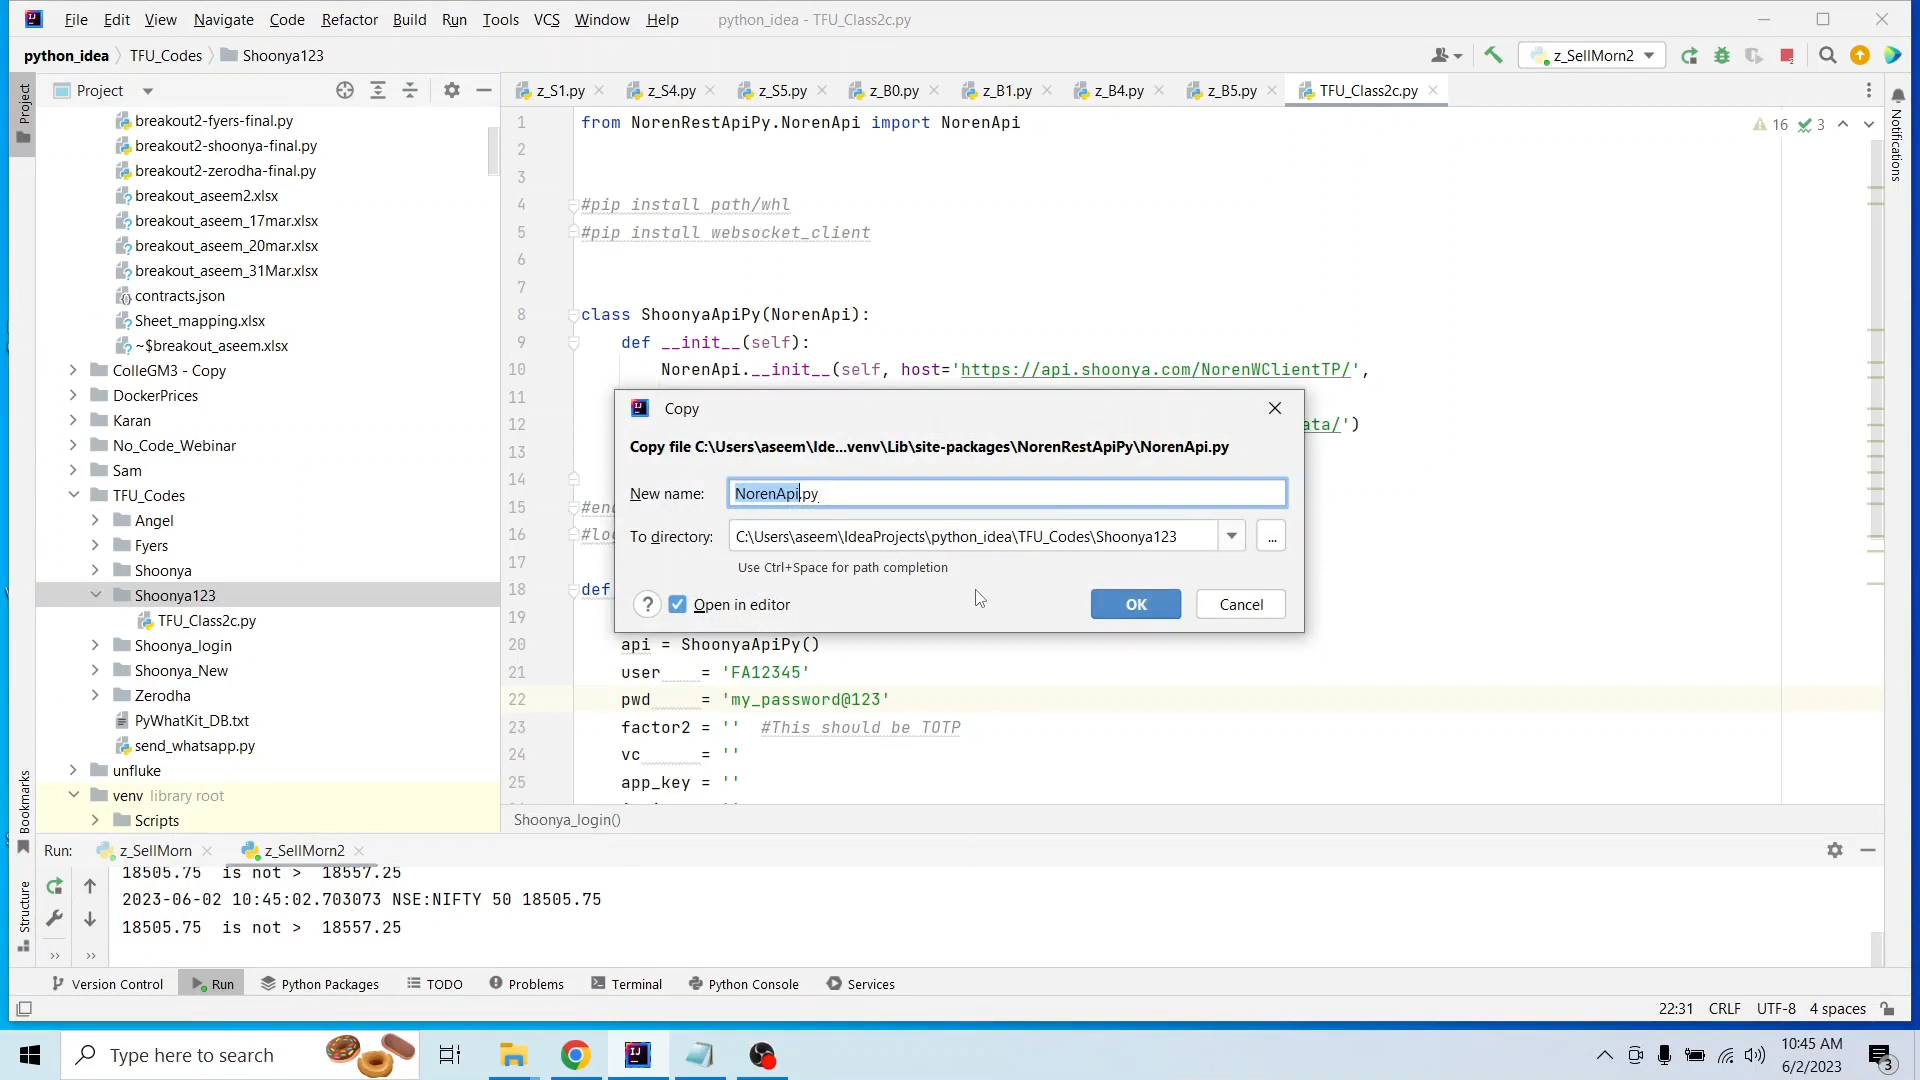 File Edit View Navigate Code Refactor Build Run Tools VCS Window Help python_idea - TFU_Class2c.py
python_idea TFU_Codes Shoonya123 z_SellMorn2
Project
Project
z_S1.py z_S4.py z_S5.py z_B0.py z_B1.py z_B4.py z_B5.py TFU_Class2c.py
breakout2-fyers-final.py
breakout2-shoonya-final.py
breakout2-zerodha-final.py
breakout_aseem2.xlsx
breakout_aseem_17mar.xlsx
breakout_aseem_20mar.xlsx
breakout_aseem_31Mar.xlsx
contracts.json
Sheet_mapping.xlsx
~$breakout_aseem.xlsx
ColleGM3 - Copy
DockerPrices
Karan
No_Code_Webinar
Sam
TFU_Codes
Angel
Fyers
Shoonya
Shoonya123
TFU_Class2c.py
Shoonya_login
Shoonya_New
Zerodha
PyWhatKit_DB.txt
send_whatsapp.py
unfluke
venv library root
Scripts
16 3
1 from NorenRestApiPy.NorenApi import NorenApi
2
3
4 #pip install path/whl
5 #pip install websocket_client
6
7
8 class ShoonyaApiPy(NorenApi):
9 def __init__(self):
10 NorenApi.__init__(self, host='https://api.shoonya.com/NorenWClientTP/',
11
12 ata/')
13
14
15 #en
16 #lo
17
18 def
19
20 api = ShoonyaApiPy()
21 user = 'FA12345'
22 pwd = 'my_password@123'
23 factor2 = '' #This should be TOTP
24 vc = ''
25 app_key = ''
Shoonya_login()
Copy
Copy file C:\Users\aseem\Ide...venv\Lib\site-packages\NorenRestApiPy\NorenApi.py
New name: NorenApi.py
To directory: C:\Users\aseem\IdeaProjects\python_idea\TFU_Codes\Shoonya123 ...
Use Ctrl+Space for path completion
? Open in editor OK Cancel
Notifications
Bookmarks
Structure
Run: z_SellMorn z_SellMorn2
18505.75 is not > 18557.25
2023-06-02 10:45:02.703073 NSE:NIFTY 50 18505.75
18505.75 is not > 18557.25
Version Control Run Python Packages TODO Problems Terminal Python Console Services
22:31 CRLF UTF-8 4 spaces
Type here to search
10:45 AM
6/2/2023
3